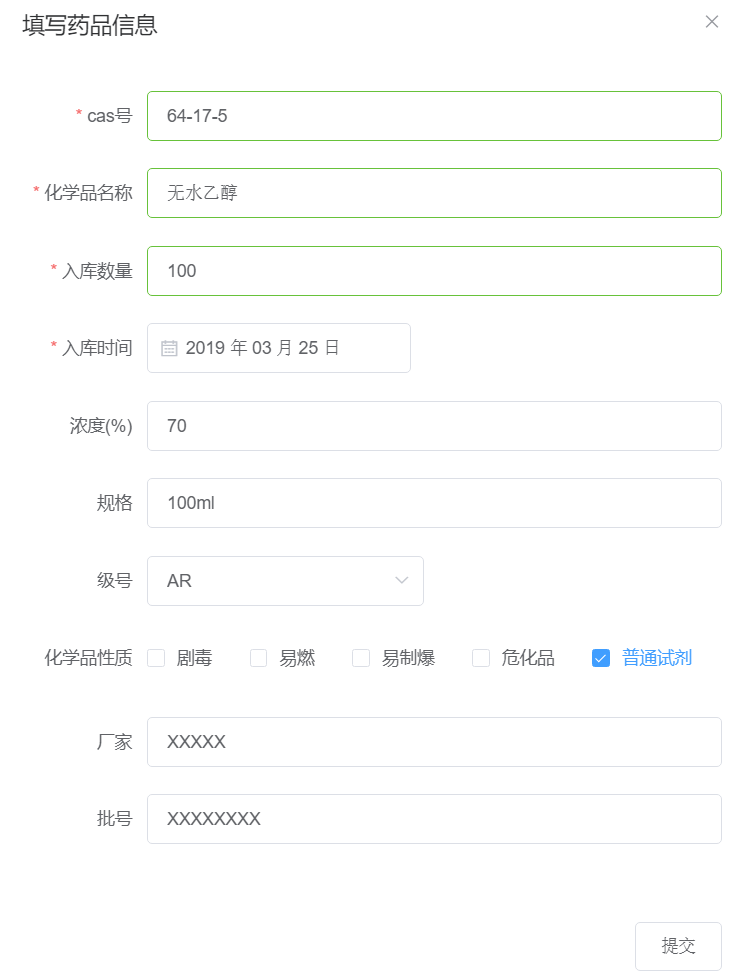 填写药品信息
* cas号 64-17-5
* 化学品名称 无水乙醇
* 入库数量 100
* 入库时间 2019 年 03 月 25 日
浓度(%) 70
规格 100ml
级号 AR
化学品性质 剧毒 易燃 易制爆 危化品 普通试剂
厂家 XXXXX
批号 XXXXXXXX
提交